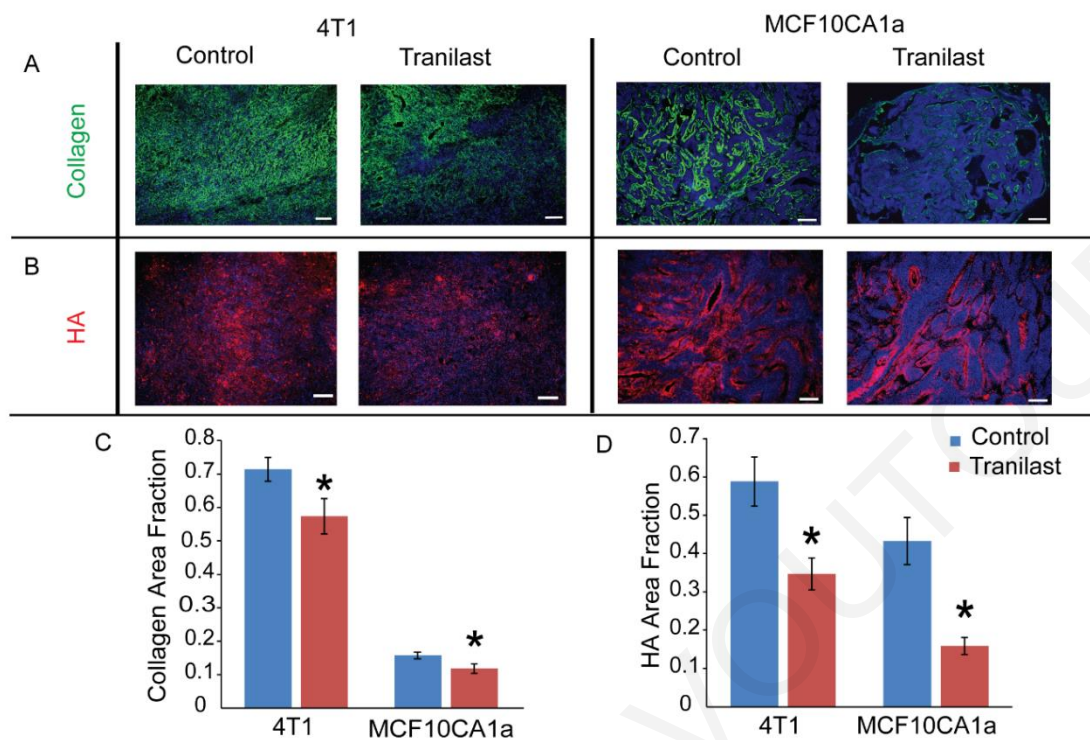 4T1
MCF10CA1a
Control
Tranilast
Control
Tranilast
A
Collagen
B
HA
C
Collagen Area Fraction
0.8
0.7
0.6
0.5
0.4
0.3
0.2
0.1
0
*
*
4T1
MCF10CA1a
D
HA Area Fraction
0.7
0.6
0.5
0.4
0.3
0.2
0.1
0
*
*
4T1
MCF10CA1a
Control
Tranilast
VOUTOU